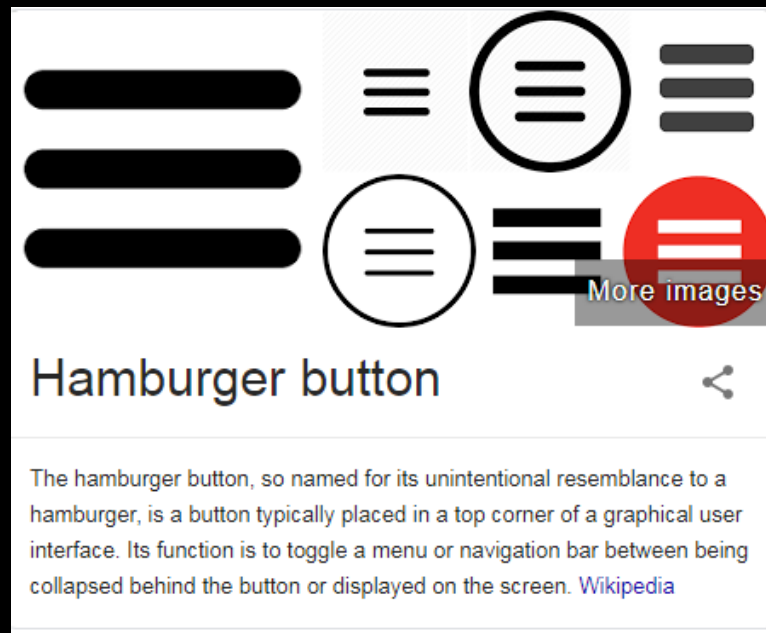 More images
Hamburger button
The hamburger button, so named for its unintentional resemblance to a
hamburger, is a button typically placed in a top corner of a graphical user
interface. Its function is to toggle a menu or navigation bar between being
collapsed behind the button or displayed on the screen. Wikipedia